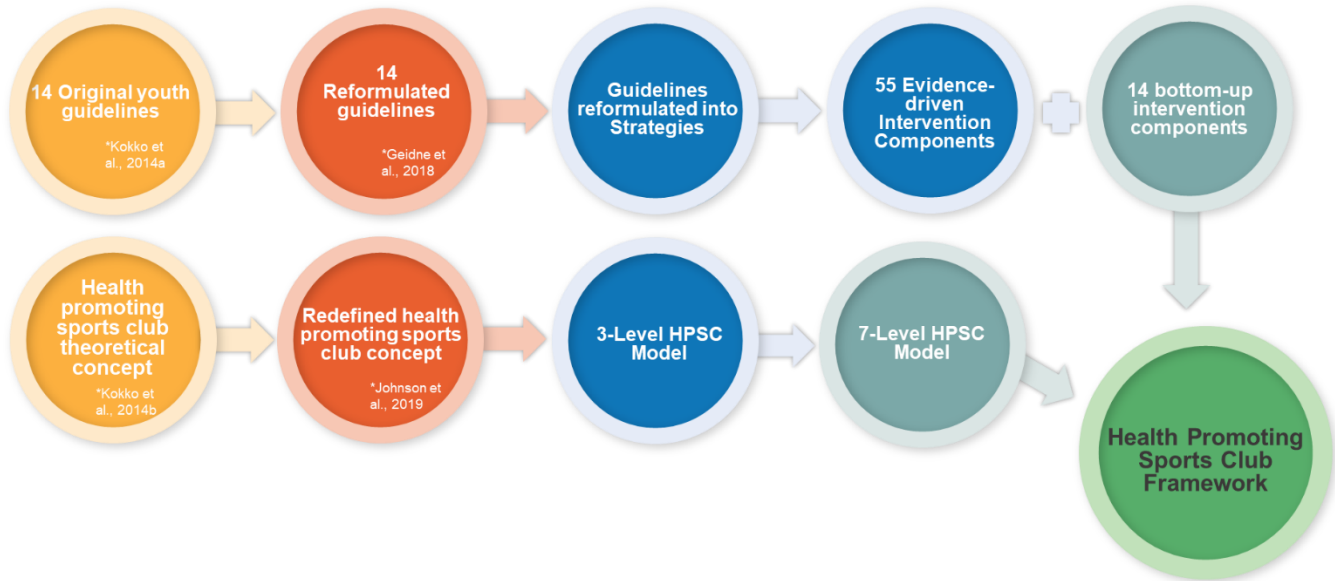 14 Original youth
guidelines
*Kokko et
al., 2014a
14
Reformulated
guidelines
*Geidne et
al., 2018
Guidelines
reformulated into
Strategies
55 Evidence-
driven
Intervention
Components
14 bottom-up
intervention
components
Health
promoting
sports club
theoretical
concept
*Kokko et
al., 2014b
Redefined health
promoting sports
club concept
*Johnson et
al., 2019
3-Level HPSC
Model
7-Level HPSC
Model
Health Promoting
Sports Club
Framework